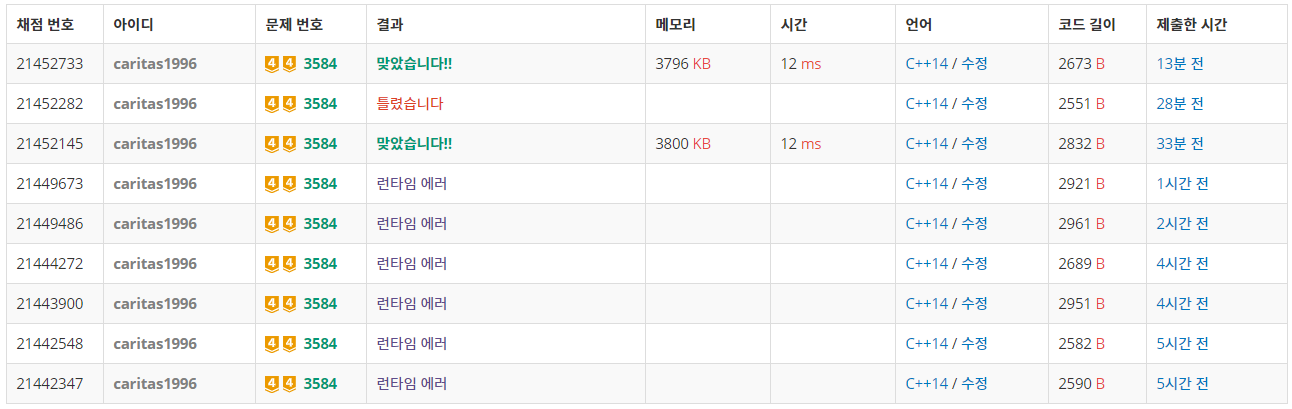 채점 번호 아이디 문제 번호 결과 메모리 시간 언어 코드 길이 제출한 시간
21452733 caritas1996 4 4 3584 맞았습니다!! 3796 KB 12 ms C++14 / 수정 2673 B 13분 전
21452282 caritas1996 4 4 3584 틀렸습니다 C++14 / 수정 2551 B 28분 전
21452145 caritas1996 4 4 3584 맞았습니다!! 3800 KB 12 ms C++14 / 수정 2832 B 33분 전
21449673 caritas1996 4 4 3584 런타임 에러 C++14 / 수정 2921 B 1시간 전
21449486 caritas1996 4 4 3584 런타임 에러 C++14 / 수정 2961 B 2시간 전
21444272 caritas1996 4 4 3584 런타임 에러 C++14 / 수정 2689 B 4시간 전
21443900 caritas1996 4 4 3584 런타임 에러 C++14 / 수정 2951 B 4시간 전
21442548 caritas1996 4 4 3584 런타임 에러 C++14 / 수정 2582 B 5시간 전
21442347 caritas1996 4 4 3584 런타임 에러 C++14 / 수정 2590 B 5시간 전